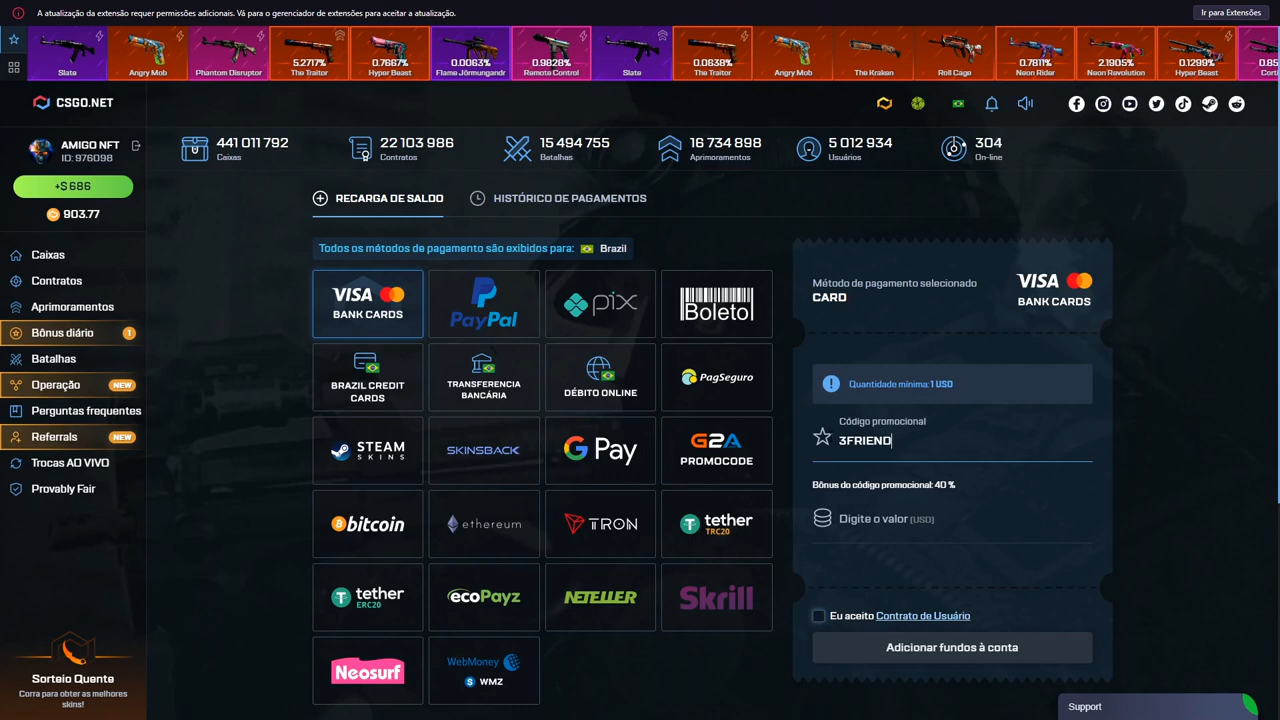 A atualização da extensão requer permissões adicionais. Vá para o gerenciador de extensões para aceitar a atualização.
Ir para Extensões
Slate
Angry Mob
Phantom Disruptor
5.2717%
The Traitor
0.7667%
Hyper Beast
0.0063%
Flame Jörmungandr
0.9828%
Remote Control
Slate
0.0638%
The Traitor
Angry Mob
The Kraken
Roll Cage
0.7811%
Neon Rider
2.1905%
Neon Revolution
0.1299%
Hyper Beast
0.85
Corti
CSGO.NET
AMIGO NFT
ID: 976098
+$ 686
903.77
441 011 792
Caixas
22 103 986
Contratos
15 494 755
Batalhas
16 734 898
Aprimoramentos
5 012 934
Usuários
304
On-line
Caixas
Contratos
Aprimoramentos
Bônus diário 1
Batalhas
Operação NEW
Perguntas frequentes
Referrals NEW
Trocas AO VIVO
Provably Fair
Sorteio Quente
Corra para obter as melhores
skins!
RECARGA DE SALDO
HISTÓRICO DE PAGAMENTOS
Todos os métodos de pagamento são exibidos para: Brazil
VISA
BANK CARDS
PayPal
pix
Boleto
BRAZIL CREDIT
CARDS
TRANSFERENCIA
BANCÁRIA
DÉBITO ONLINE
PagSeguro
STEAM
SKINS
SKINSBACK
G Pay
G2A
PROMOCODE
bitcoin
ethereum
TRON
tether
TRC20
tether
ERC20
ecoPayz
NETELLER
Skrill
Neosurf
WebMoney
WMZ
Método de pagamento selecionado
CARD
VISA
BANK CARDS
Quantidade mínima: 1 USD
Código promocional
3FRIEND
Bônus do código promocional: 40 %
Digite o valor (USD)
Eu aceito Contrato de Usuário
Adicionar fundos à conta
Support